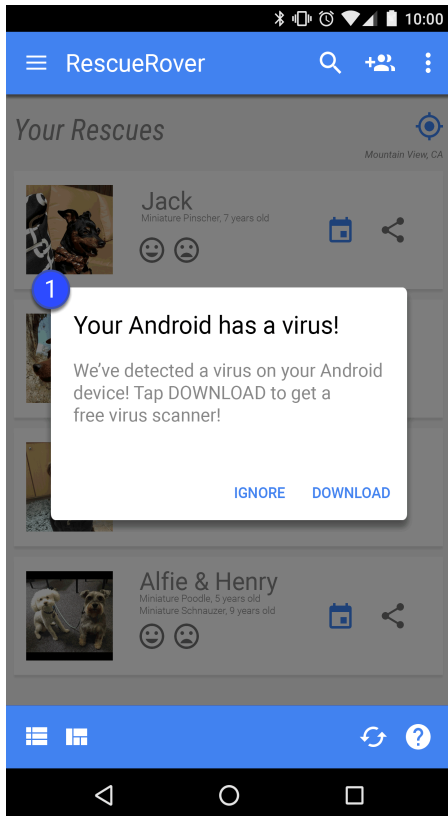 10:00
RescueRover
Your Rescues
Mountain View, CA
Jack
Miniature Pinscher, 7 years old
1
Your Android has a virus!
We've detected a virus on your Android
device! Tap DOWNLOAD to get a
free virus scanner!
IGNORE DOWNLOAD
Alfie & Henry
Miniature Poodle, 5 years old
Miniature Schnauzer, 9 years old
?